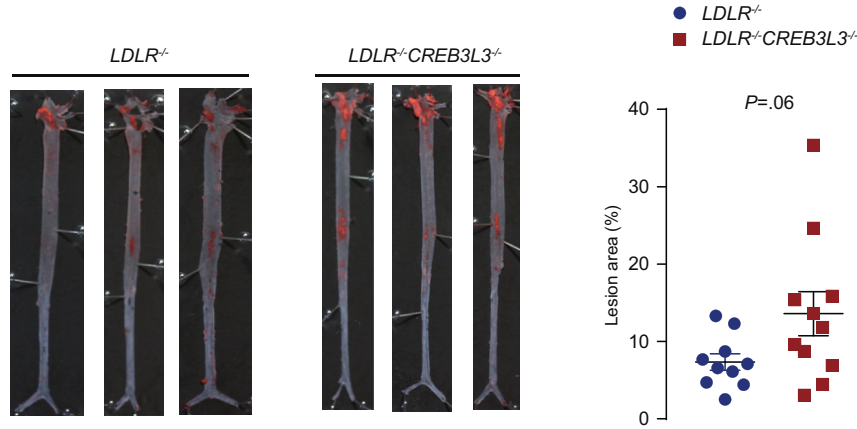 LDLR-/-
LDLR-/-CREB3L3-/-
LDLR-/-
LDLR-/-CREB3L3-/-
P=.06
Lesion area (%)
40
30
20
10
0